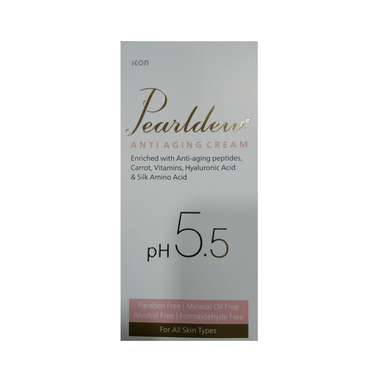 ikon
Pearldew
ANTI AGING CREAM
Enriched with Anti-aging peptides,
Carrot, Vitamins, Hyaluronic Acid
& Silk Amino Acid
pH 5.5
Paraben Free | Mineral Oil Free
Alcohol Free | Formaldehyde Free
For All Skin Types